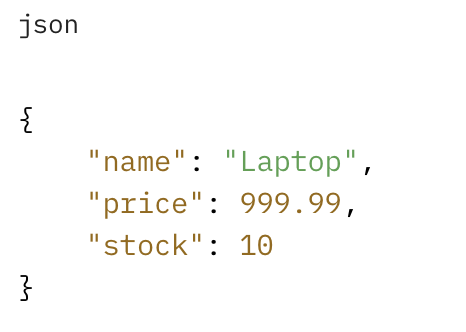 json
{
    "name": "Laptop",
    "price": 999.99,
    "stock": 10
}